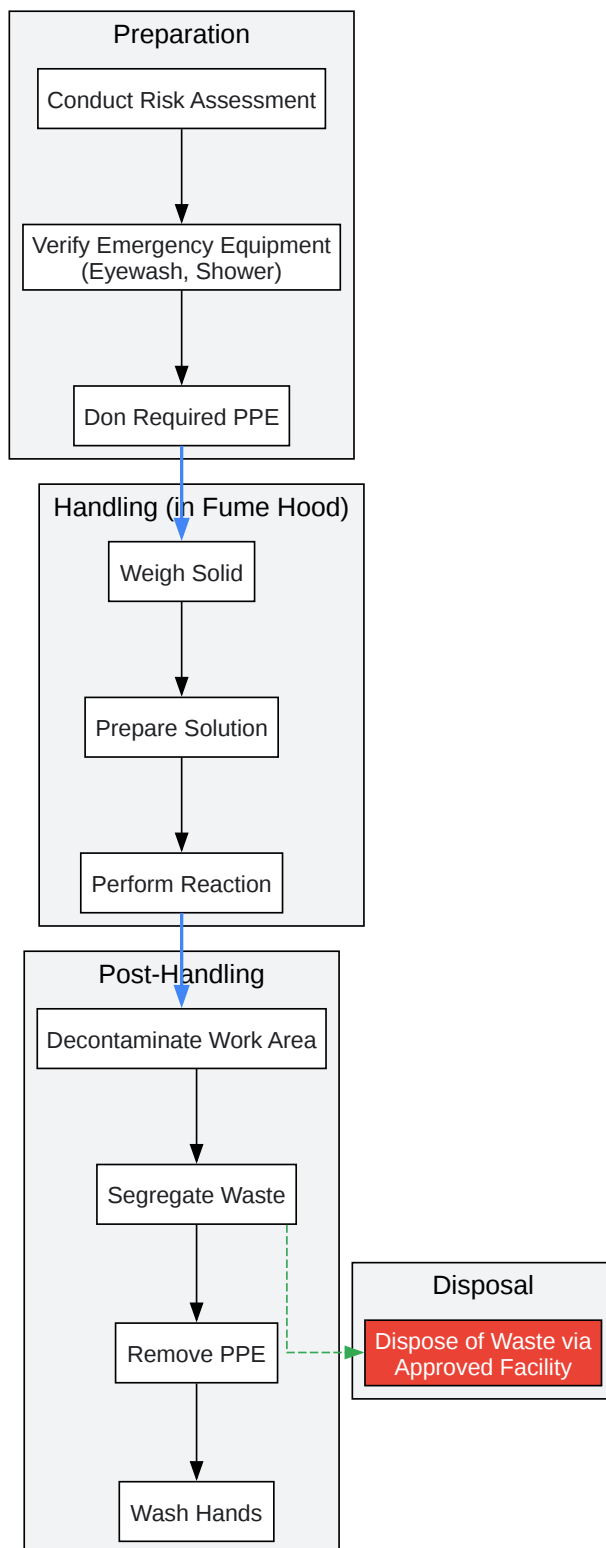 Preparation
Conduct Risk Assessment
Verify Emergency Equipment
(Eyewash, Shower)
Don Required PPE
Handling (in Fume Hood)
Weigh Solid
Prepare Solution
Perform Reaction
Post-Handling
Decontaminate Work Area
Segregate Waste
Disposal
Dispose of Waste via
Approved Facility
Remove PPE
Wash Hands